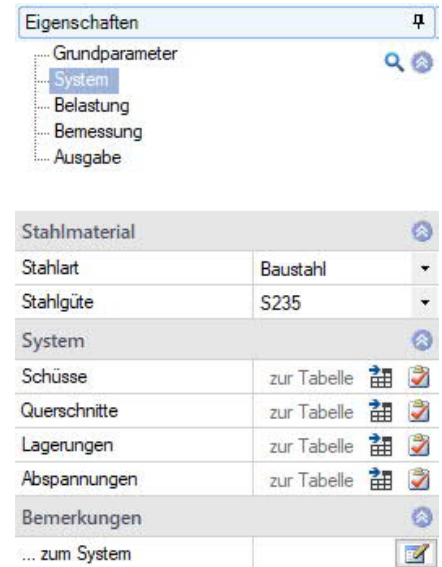 Eigenschaften
Grundparameter
System
Belastung
Bemessung
Ausgabe
Stahlmaterial
Stahlart Baustahl
Stahlgüte S235
System
Schüsse zur Tabelle
Querschnitte zur Tabelle
Lagerungen zur Tabelle
Abspannungen zur Tabelle
Bemerkungen
... zum System